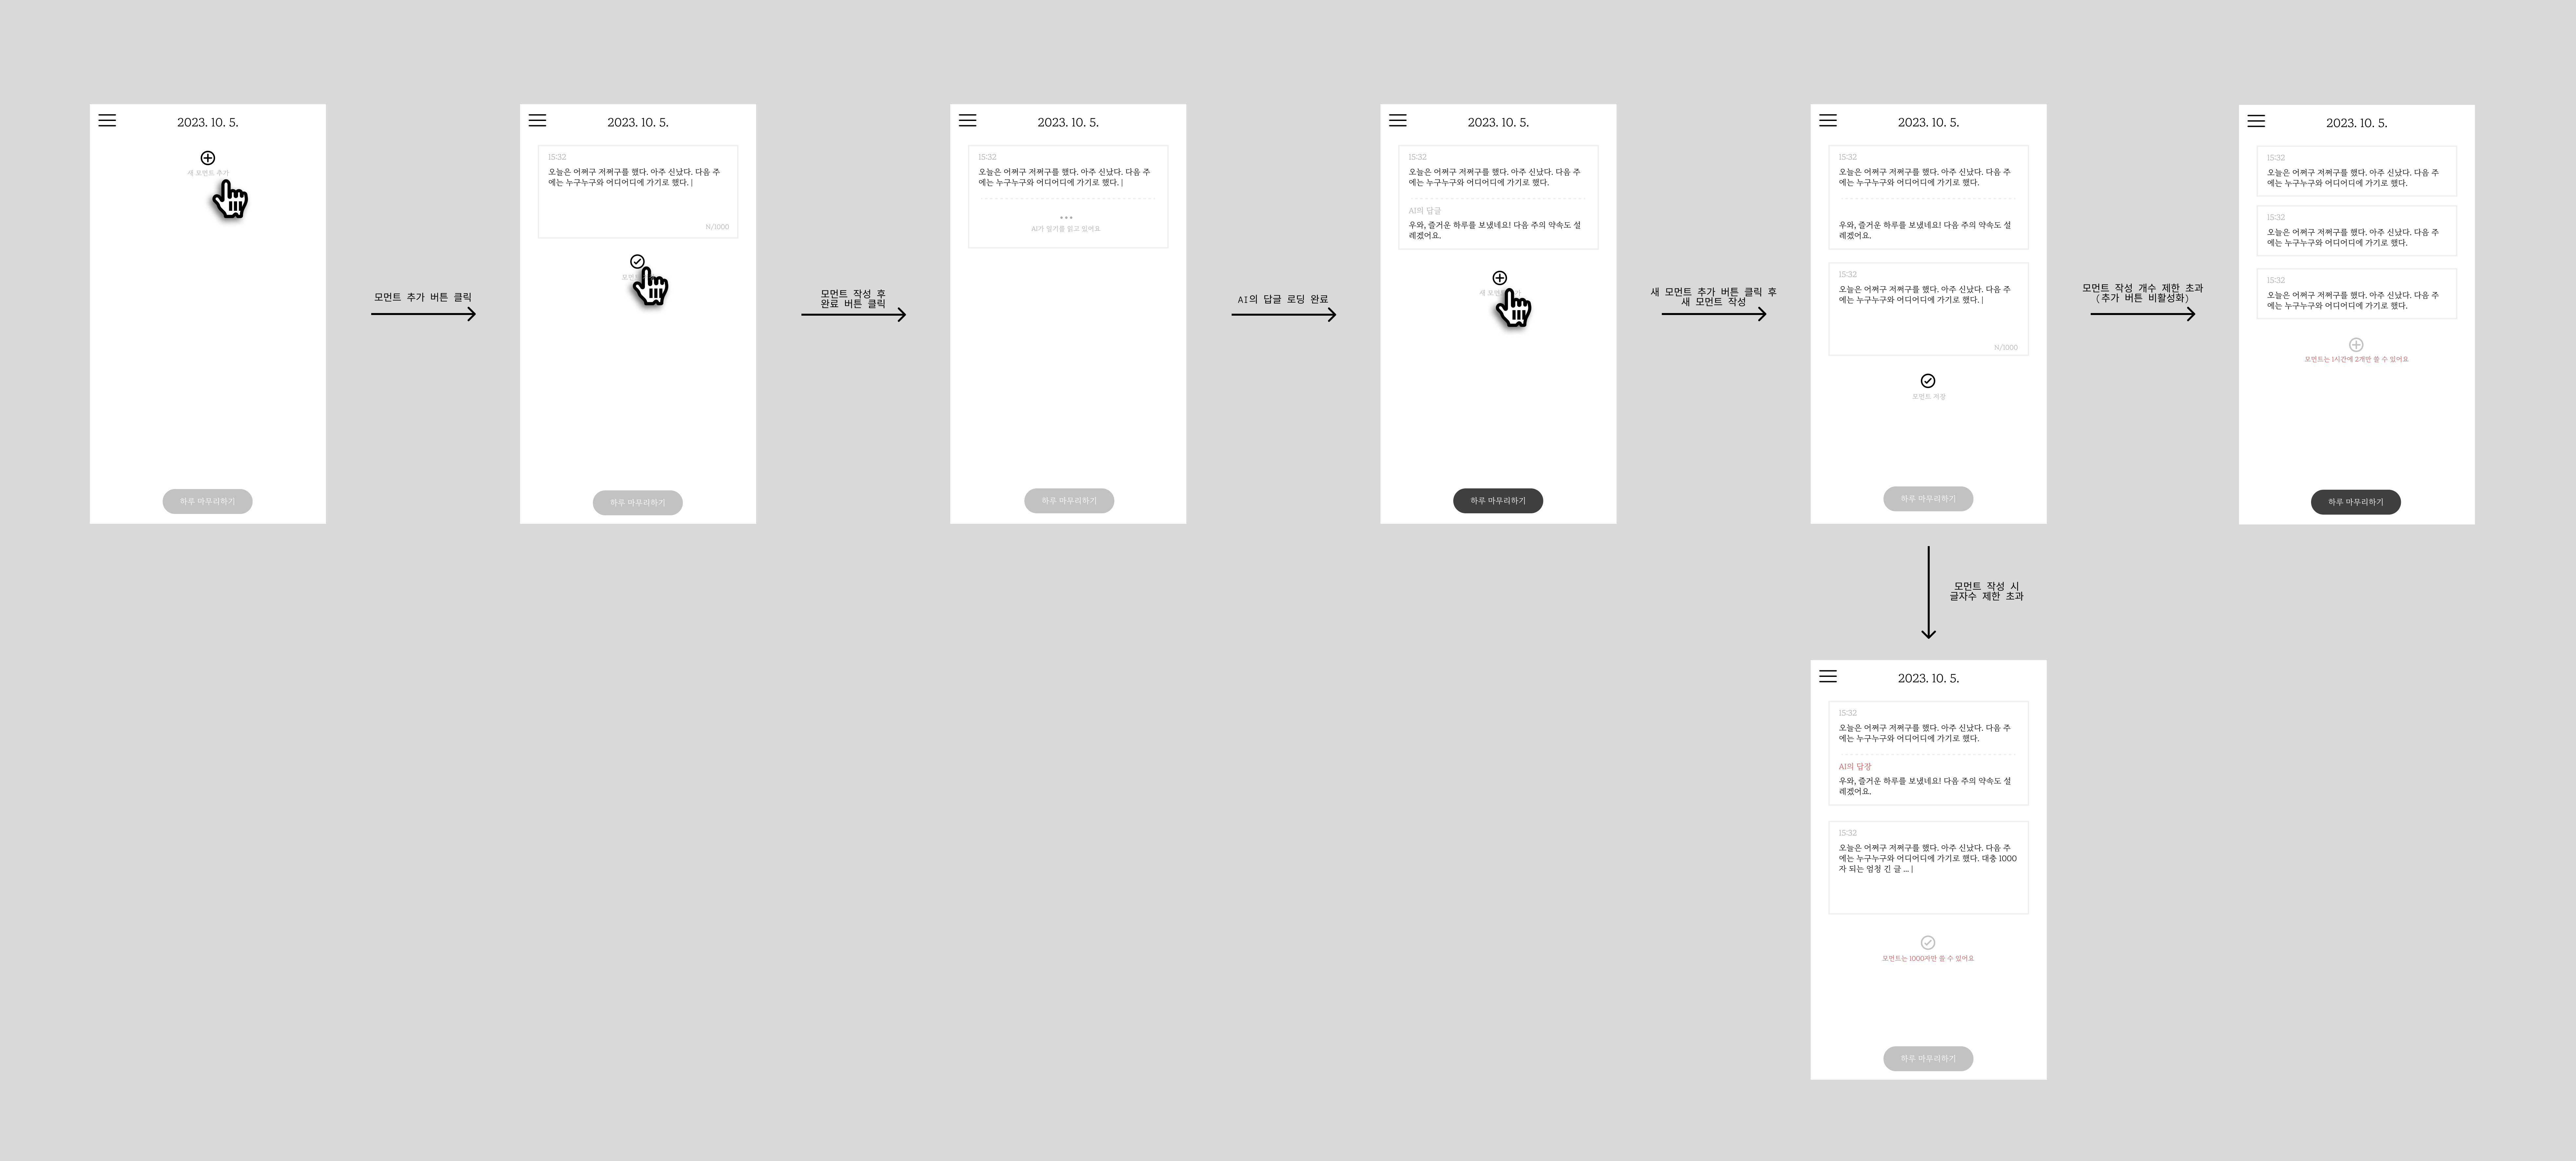 2023. 10. 5.
새 모먼트 추가
하루 마무리하기
모먼트 추가 버튼 클릭
2023. 10. 5.
15:32
오늘은 어쩌구 저쩌구를 했다. 아주 신났다. 다음 주
에는 누구누구와 어디어디에 가기로 했다. |
N/1000
하루 마무리하기
모먼트 작성 후
완료 버튼 클릭
2023. 10. 5.
15:32
오늘은 어쩌구 저쩌구를 했다. 아주 신났다. 다음 주
에는 누구누구와 어디어디에 가기로 했다. |
AI가 일기를 읽고 있어요
하루 마무리하기
AI의 답글 로딩 완료
2023. 10. 5.
15:32
오늘은 어쩌구 저쩌구를 했다. 아주 신났다. 다음 주
에는 누구누구와 어디어디에 가기로 했다.
AI의 답글
우와, 즐거운 하루를 보냈네요! 다음 주의 약속도 설
레겠어요.
하루 마무리하기
새 모먼트 추가 버튼 클릭 후
새 모먼트 작성
2023. 10. 5.
15:32
오늘은 어쩌구 저쩌구를 했다. 아주 신났다. 다음 주
에는 누구누구와 어디어디에 가기로 했다.
우와, 즐거운 하루를 보냈네요! 다음 주의 약속도 설
레겠어요.
15:32
오늘은 어쩌구 저쩌구를 했다. 아주 신났다. 다음 주
에는 누구누구와 어디어디에 가기로 했다. |
N/1000
모먼트 저장
하루 마무리하기
모먼트 작성 개수 제한 초과
(추가 버튼 비활성화)
2023. 10. 5.
15:32
오늘은 어쩌구 저쩌구를 했다. 아주 신났다. 다음 주
에는 누구누구와 어디어디에 가기로 했다.
15:32
오늘은 어쩌구 저쩌구를 했다. 아주 신났다. 다음 주
에는 누구누구와 어디어디에 가기로 했다.
15:32
오늘은 어쩌구 저쩌구를 했다. 아주 신났다. 다음 주
에는 누구누구와 어디어디에 가기로 했다.
모먼트는 1시간에 2개만 쓸 수 있어요
하루 마무리하기
모먼트 작성 시
글자수 제한 초과
2023. 10. 5.
15:32
오늘은 어쩌구 저쩌구를 했다. 아주 신났다. 다음 주
에는 누구누구와 어디어디에 가기로 했다.
AI의 답장
우와, 즐거운 하루를 보냈네요! 다음 주의 약속도 설
레겠어요.
15:32
오늘은 어쩌구 저쩌구를 했다. 아주 신났다. 다음 주
에는 누구누구와 어디어디에 가기로 했다. 대충 1000
자 되는 엄청 긴 글 ... |
모먼트는 1000자만 쓸 수 있어요
하루 마무리하기